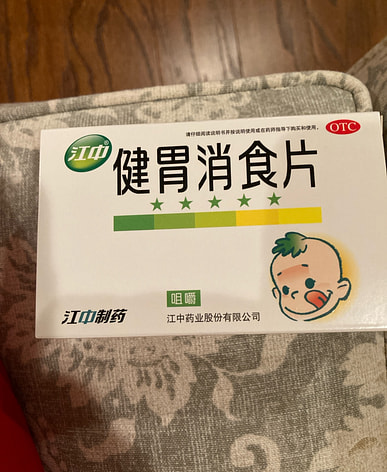 请仔细阅读说明书并按说明使用或在药师指导下购买和使用。
OTC
江中
健胃消食片
咀嚼
江中制药
江中药业股份有限公司